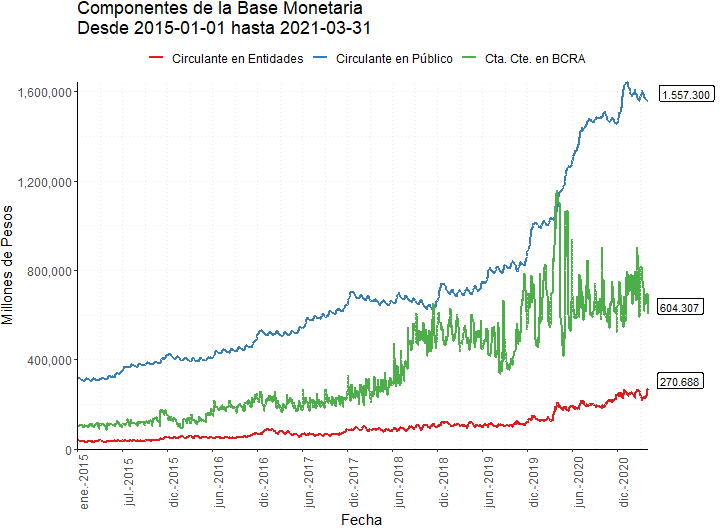 Componentes de la Base Monetaria
Desde 2015-01-01 hasta 2021-03-31
Circulante en Entidades
Circulante en Público
Cta. Cte. en BCRA
Millones de Pesos
1,600,000
1,200,000
800,000
400,000
0
1.557.300
604.307
270.688
ene.-2015
jul.-2015
dic.-2015
jun.-2016
dic.-2016
jun.-2017
dic.-2017
jun.-2018
dic.-2018
jun.-2019
dic.-2019
jun.-2020
dic.-2020
Fecha